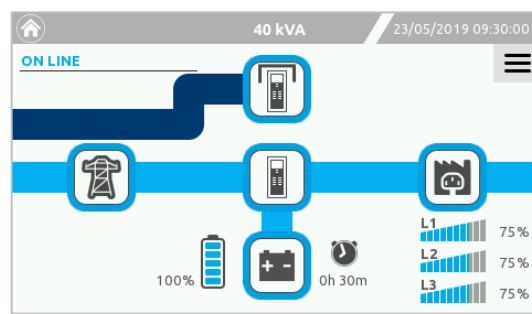 40 kVA
23/05/2019 09:30:00
ON LINE
100%
0h 30m
L1 75%
L2 75%
L3 75%